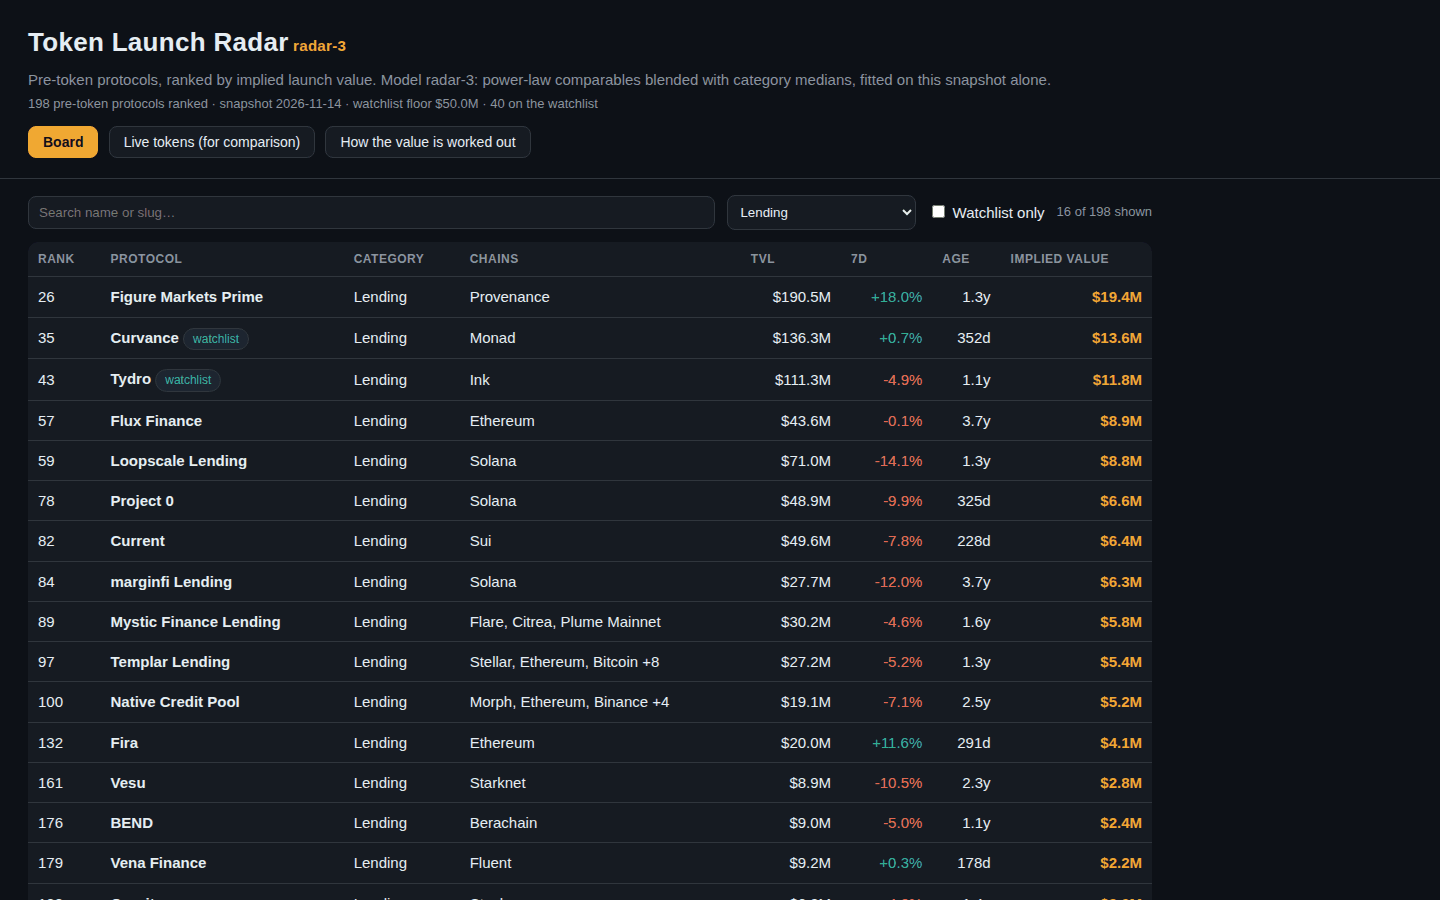 Token Launch Radar radar-3
Pre-token protocols, ranked by implied launch value. Model radar-3: power-law comparables blended with category medians, fitted on this snapshot alone.
198 pre-token protocols ranked · snapshot 2026-11-14 · watchlist floor $50.0M · 40 on the watchlist
Board Live tokens (for comparison) How the value is worked out
Search name or slug… Lending Watchlist only 16 of 198 shown
RANK PROTOCOL CATEGORY CHAINS TVL 7D AGE IMPLIED VALUE
26 Figure Markets Prime Lending Provenance $190.5M +18.0% 1.3y $19.4M
35 Curvance watchlist Lending Monad $136.3M +0.7% 352d $13.6M
43 Tydro watchlist Lending Ink $111.3M -4.9% 1.1y $11.8M
57 Flux Finance Lending Ethereum $43.6M -0.1% 3.7y $8.9M
59 Loopscale Lending Lending Solana $71.0M -14.1% 1.3y $8.8M
78 Project 0 Lending Solana $48.9M -9.9% 325d $6.6M
82 Current Lending Sui $49.6M -7.8% 228d $6.4M
84 marginfi Lending Lending Solana $27.7M -12.0% 3.7y $6.3M
89 Mystic Finance Lending Lending Flare, Citrea, Plume Mainnet $30.2M -4.6% 1.6y $5.8M
97 Templar Lending Lending Stellar, Ethereum, Bitcoin +8 $27.2M -5.2% 1.3y $5.4M
100 Native Credit Pool Lending Morph, Ethereum, Binance +4 $19.1M -7.1% 2.5y $5.2M
132 Fira Lending Ethereum $20.0M +11.6% 291d $4.1M
161 Vesu Lending Starknet $8.9M -10.5% 2.3y $2.8M
176 BEND Lending Berachain $9.0M -5.0% 1.1y $2.4M
179 Vena Finance Lending Fluent $9.2M +0.3% 178d $2.2M